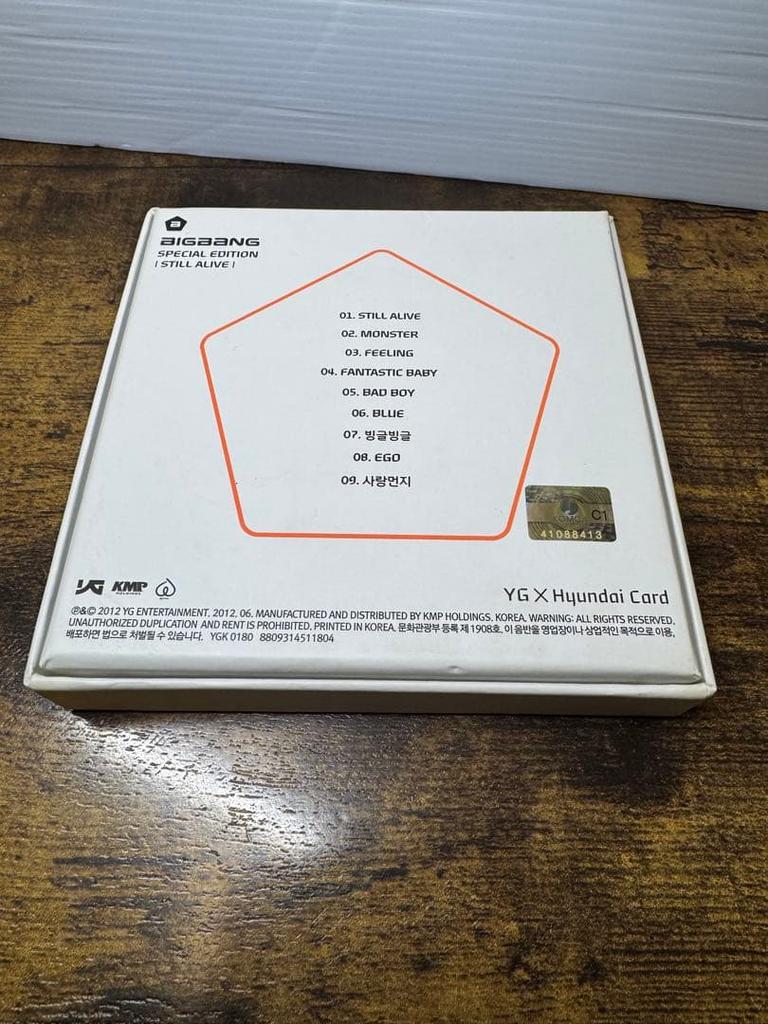 BIGBANG
SPECIAL EDITION
| STILL ALIVE |
01. STILL ALIVE
02. MONSTER
03. FEELING
04. FANTASTIC BABY
05. BAD BOY
06. BLUE
07. 빙글빙글
08. EGO
09. 사랑먼지
C1
41088413
YG KMP
HOLDINGS
YG X Hyundai Card
℗&© 2012 YG ENTERTAINMENT. 2012. 06. MANUFACTURED AND DISTRIBUTED BY KMP HOLDINGS, KOREA. WARNING: ALL RIGHTS RESERVED.
UNAUTHORIZED DUPLICATION AND RENT IS PROHIBITED. PRINTED IN KOREA. 문화관광부 등록 제 1908호. 이 음반을 영업장이나 상업적인 목적으로 이용,
배포하면 법으로 처벌될 수 있습니다. YGK 0180 8809314511804